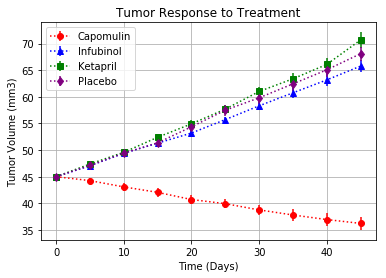 Tumor Response to Treatment
Capomulin
Infubinol
Ketapril
Placebo
Tumor Volume (mm3)
70
65
60
55
50
45
40
35
0
10
20
30
40
Time (Days)